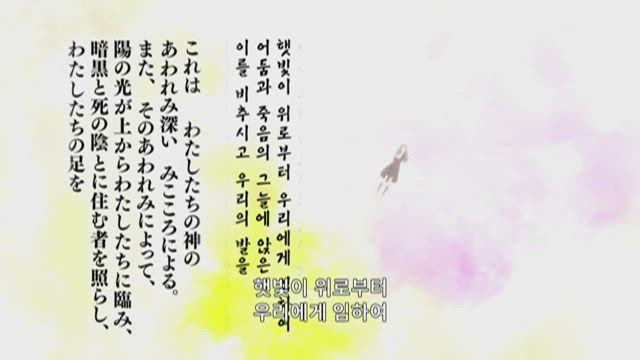 これは　わたしたちの神の
あわれみ深い　みこころによる。
また、そのあわれみによって、
陽の光が上からわたしたちに臨み、
暗黒と死の陰とに住む者を照らし、
わたしたちの足を
햇빛이 위로부터 우리에게
어둠과 죽음의 그늘에 앉은
이를 비추시고 우리의 발을
햇빛이 위로부터
우리에게 임하여